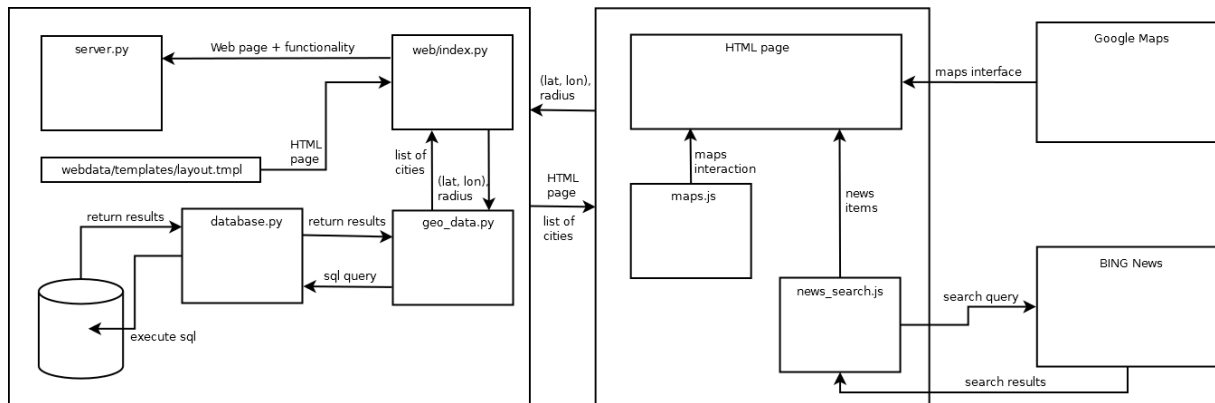 server.py
Web page + functionality
web/index.py
HTML
page
webdata/templates/layout.tmpl
list of
cities
(lat, lon),
radius
return results
database.py
return results
geo_data.py
sql query
execute sql
(lat, lon),
radius
HTML
page
list of
cities
HTML page
maps
interaction
maps.js
news
items
news_search.js
maps interface
Google Maps
search query
BING News
search results